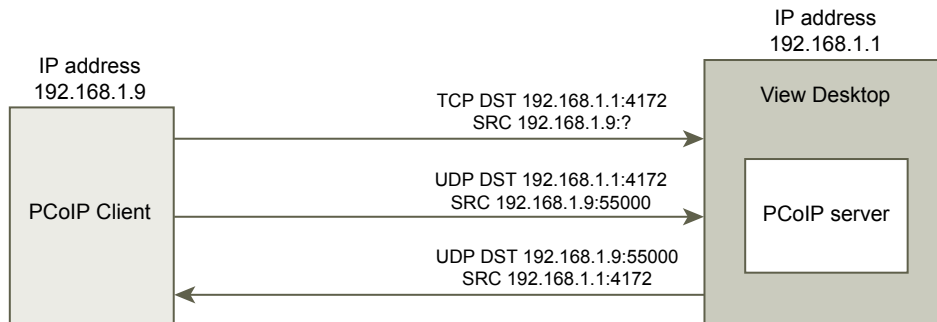 IP address
192.168.1.1
IP address
192.168.1.9
TCP DST 192.168.1.1:4172
SRC 192.168.1.9:?
View Desktop
UDP DST 192.168.1.1:4172
SRC 192.168.1.9:55000
PCoIP Client
PCoIP server
UDP DST 192.168.1.9:55000
SRC 192.168.1.1:4172